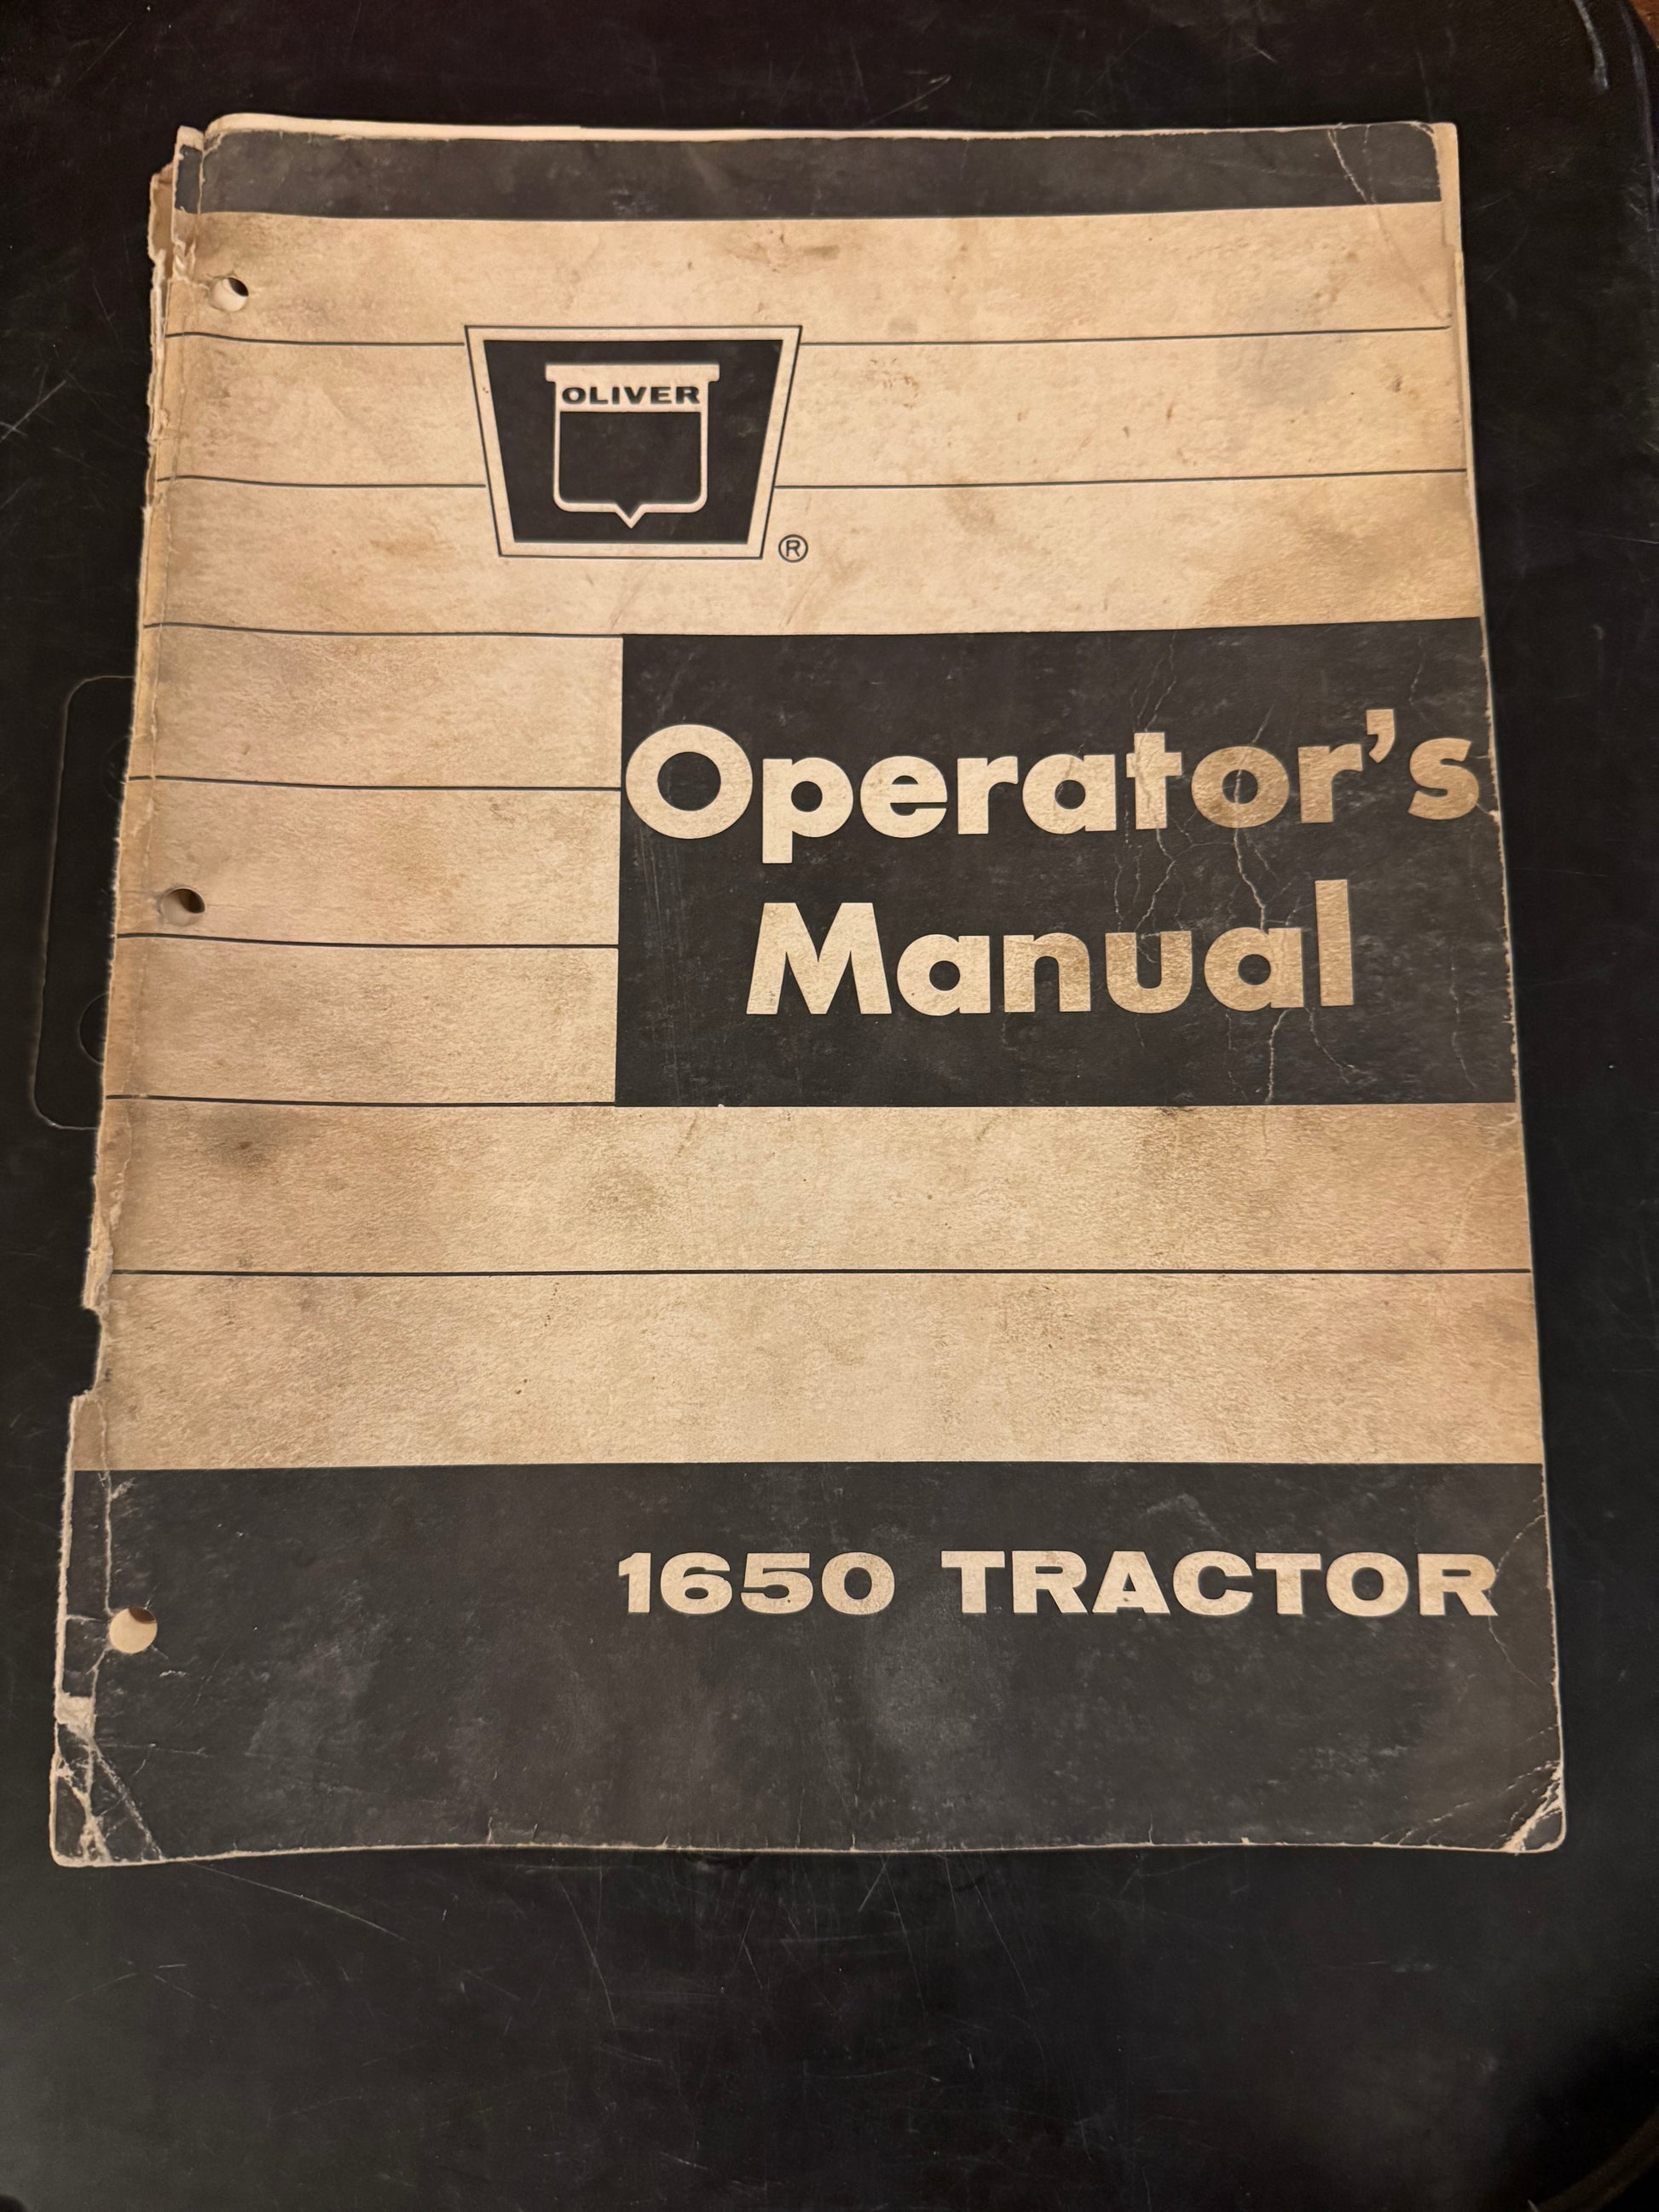 OLIVER
®
Operator's
Manual
1650 TRACTOR